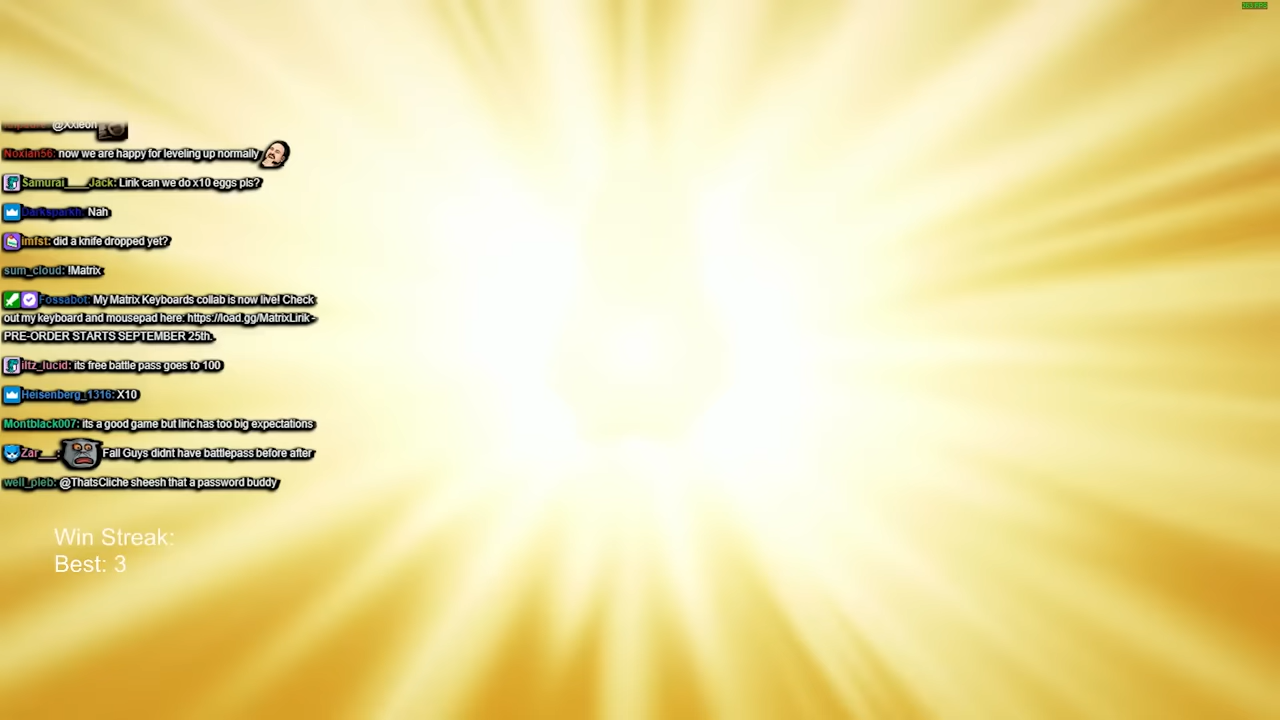 @Xxleon
Noxian56: now we are happy for leveling up normally
Samurai____Jack: Lirik can we do x10 eggs pls?
Darksparkh: Nah
imfst: did a knife dropped yet?
sum_cloud: !Matrix
Fossabot: My Matrix Keyboards collab is now live! Check
out my keyboard and mousepad here: https://load.gg/MatrixLirik -
PRE-ORDER STARTS SEPTEMBER 25th.
iltz_lucid: its free battle pass goes to 100
Heisenberg_1316: X10
Montblack007: its a good game but liric has too big expectations
Zar___: Fall Guys didnt have battlepass before after
well_pleb: @ThatsCliche sheesh that a password buddy
Win Streak:
Best: 3